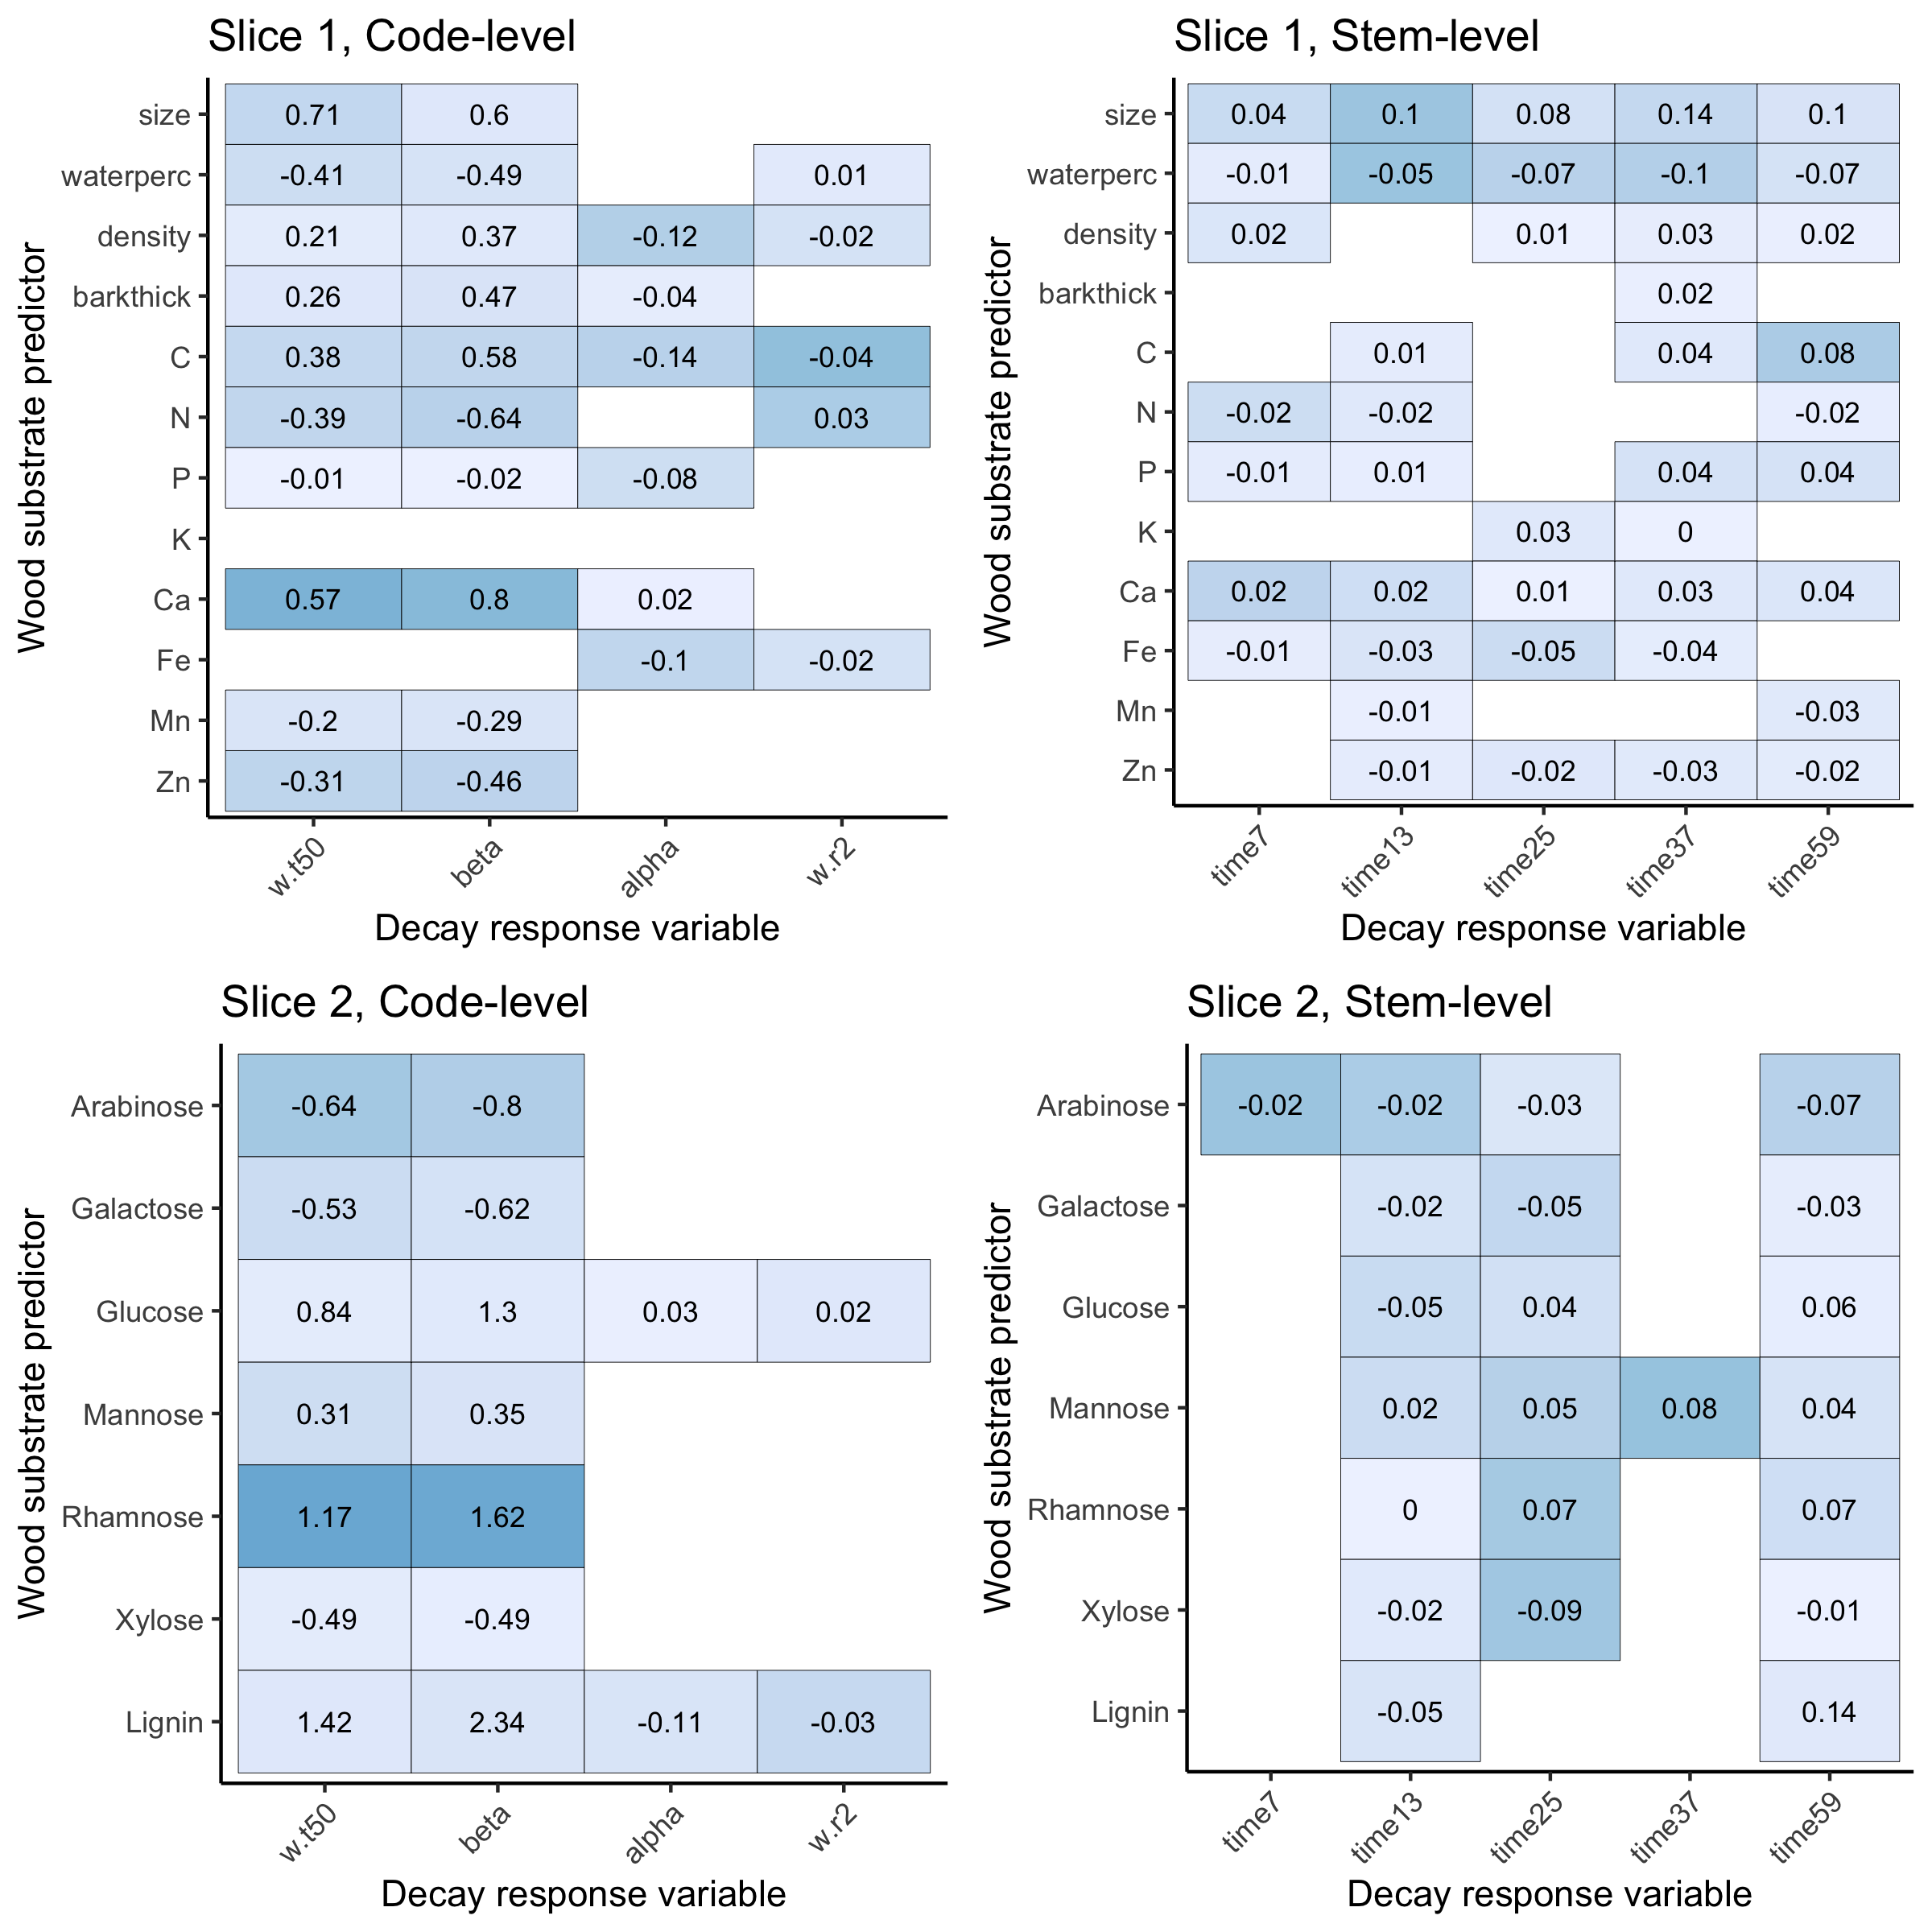 Slice 1, Code-level
Wood substrate predictor
size 0.71 0.6
waterperc -0.41 -0.49 0.01
density 0.21 0.37 -0.12 -0.02
barkthick 0.26 0.47 -0.04
C 0.38 0.58 -0.14 -0.04
N -0.39 -0.64 0.03
P -0.01 -0.02 -0.08
K
Ca 0.57 0.8 0.02
Fe -0.1 -0.02
Mn -0.2 -0.29
Zn -0.31 -0.46
w.t50 beta alpha w.r2
Decay response variable
Slice 1, Stem-level
Wood substrate predictor
size 0.04 0.1 0.08 0.14 0.1
waterperc -0.01 -0.05 -0.07 -0.1 -0.07
density 0.02 0.01 0.03 0.02
barkthick 0.02
C 0.01 0.04 0.08
N -0.02 -0.02 -0.02
P -0.01 0.01 0.04 0.04
K 0.03 0
Ca 0.02 0.02 0.01 0.03 0.04
Fe -0.01 -0.03 -0.05 -0.04
Mn -0.01 -0.03
Zn -0.01 -0.02 -0.03 -0.02
time7 time13 time25 time37 time59
Decay response variable
Slice 2, Code-level
Wood substrate predictor
Arabinose -0.64 -0.8
Galactose -0.53 -0.62
Glucose 0.84 1.3 0.03 0.02
Mannose 0.31 0.35
Rhamnose 1.17 1.62
Xylose -0.49 -0.49
Lignin 1.42 2.34 -0.11 -0.03
w.t50 beta alpha w.r2
Decay response variable
Slice 2, Stem-level
Wood substrate predictor
Arabinose -0.02 -0.02 -0.03 -0.07
Galactose -0.02 -0.05 -0.03
Glucose -0.05 0.04 0.06
Mannose 0.02 0.05 0.08 0.04
Rhamnose 0 0.07 0.07
Xylose -0.02 -0.09 -0.01
Lignin -0.05 0.14
time7 time13 time25 time37 time59
Decay response variable